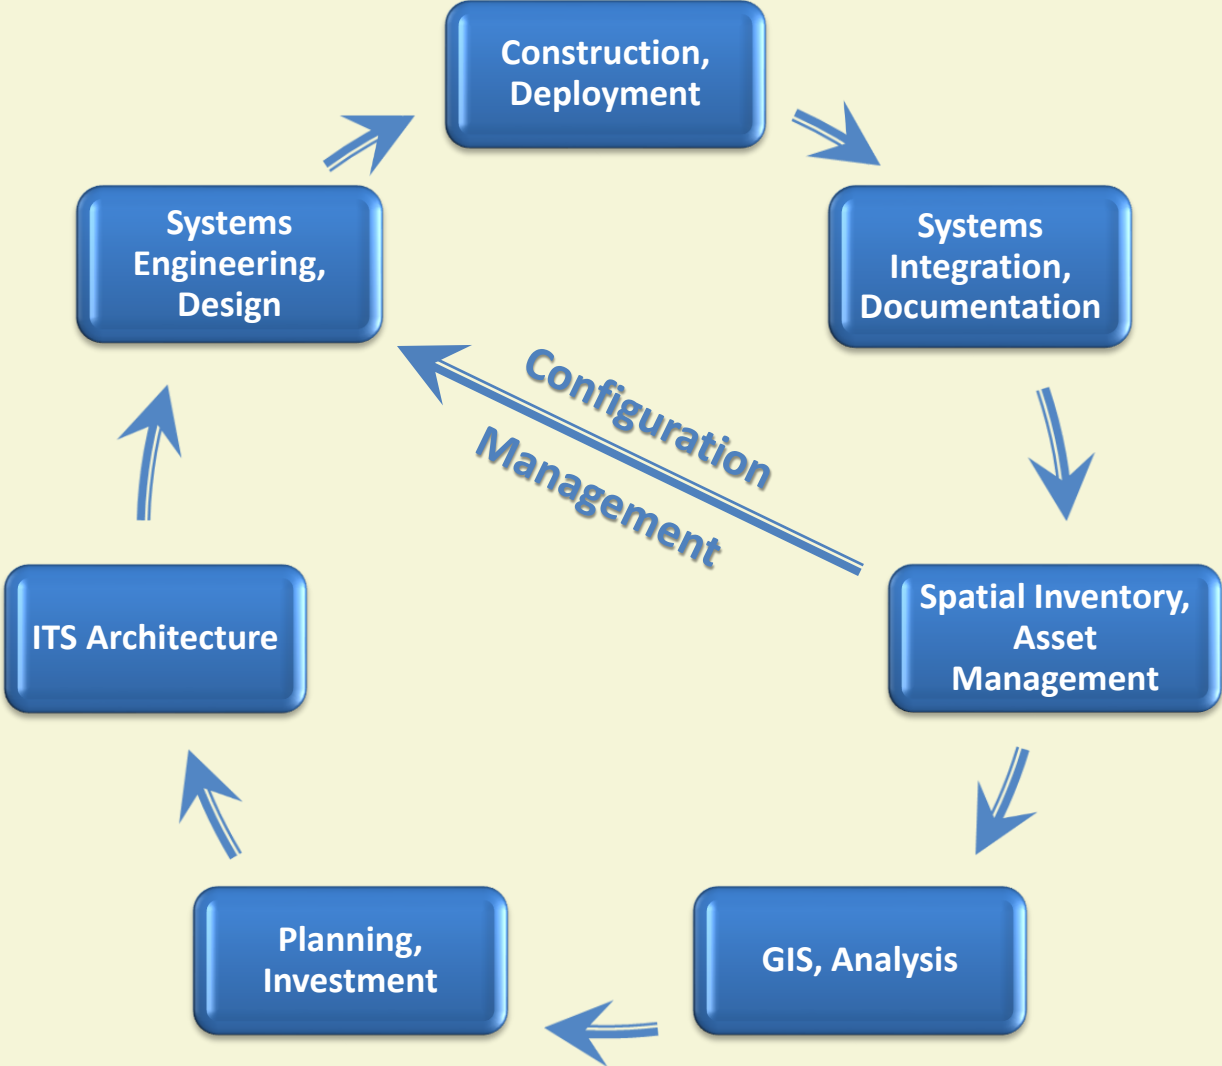 Construction,
Deployment
Systems
Engineering,
Design
Systems
Integration,
Documentation
Configuration
Management
ITS Architecture
Spatial Inventory,
Asset
Management
Planning,
Investment
GIS, Analysis